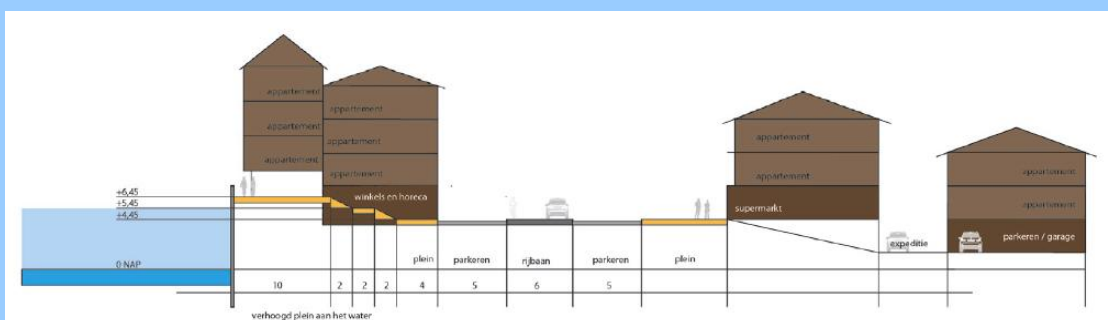 appartement
appartement
appartement
appartement
appartement
appartement
winkels en horeca
appartement
appartement
supermarkt
appartement
appartement
parkeren / garage
expeditie
+6,45
+5,45
+4,45
0 NAP
plein
parkeren
rijbaan
parkeren
plein
10
2
2
2
4
5
6
5
verhoogd plein aan het water